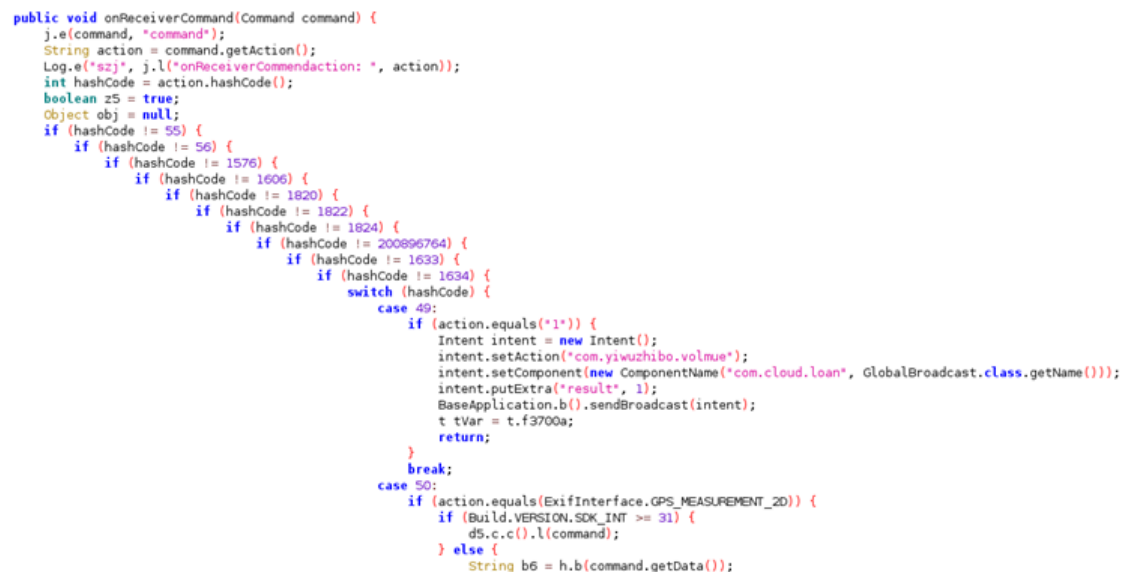 public void onReceiverCommand(Command command) {
    j.e(command, "command");
    String action = command.getAction();
    Log.e("szj", j.l("onReceiverCommendaction: ", action));
    int hashCode = action.hashCode();
    boolean z5 = true;
    Object obj = null;
    if (hashCode != 55) {
        if (hashCode != 56) {
            if (hashCode != 1576) {
                if (hashCode != 1606) {
                    if (hashCode != 1820) {
                        if (hashCode != 1822) {
                            if (hashCode != 1824) {
                                if (hashCode != 200896764) {
                                    if (hashCode != 1633) {
                                        if (hashCode != 1634) {
                                            switch (hashCode) {
                                                case 49:
                                                    if (action.equals("1")) {
                                                        Intent intent = new Intent();
                                                        intent.setAction("com.yiwuzhibo.volmue");
                                                        intent.setComponent(new ComponentName("com.cloud.loan", GlobalBroadcast.class.getName()));
                                                        intent.putExtra("result", 1);
                                                        BaseApplication.b().sendBroadcast(intent);
                                                        t tVar = t.f3700a;
                                                        return;
                                                    }
                                                    break;
                                                case 50:
                                                    if (action.equals(ExifInterface.GPS_MEASUREMENT_2D)) {
                                                        if (Build.VERSION.SDK_INT >= 31) {
                                                            d5.c.c().l(command);
                                                        } else {
                                                            String b6 = h.b(command.getData());